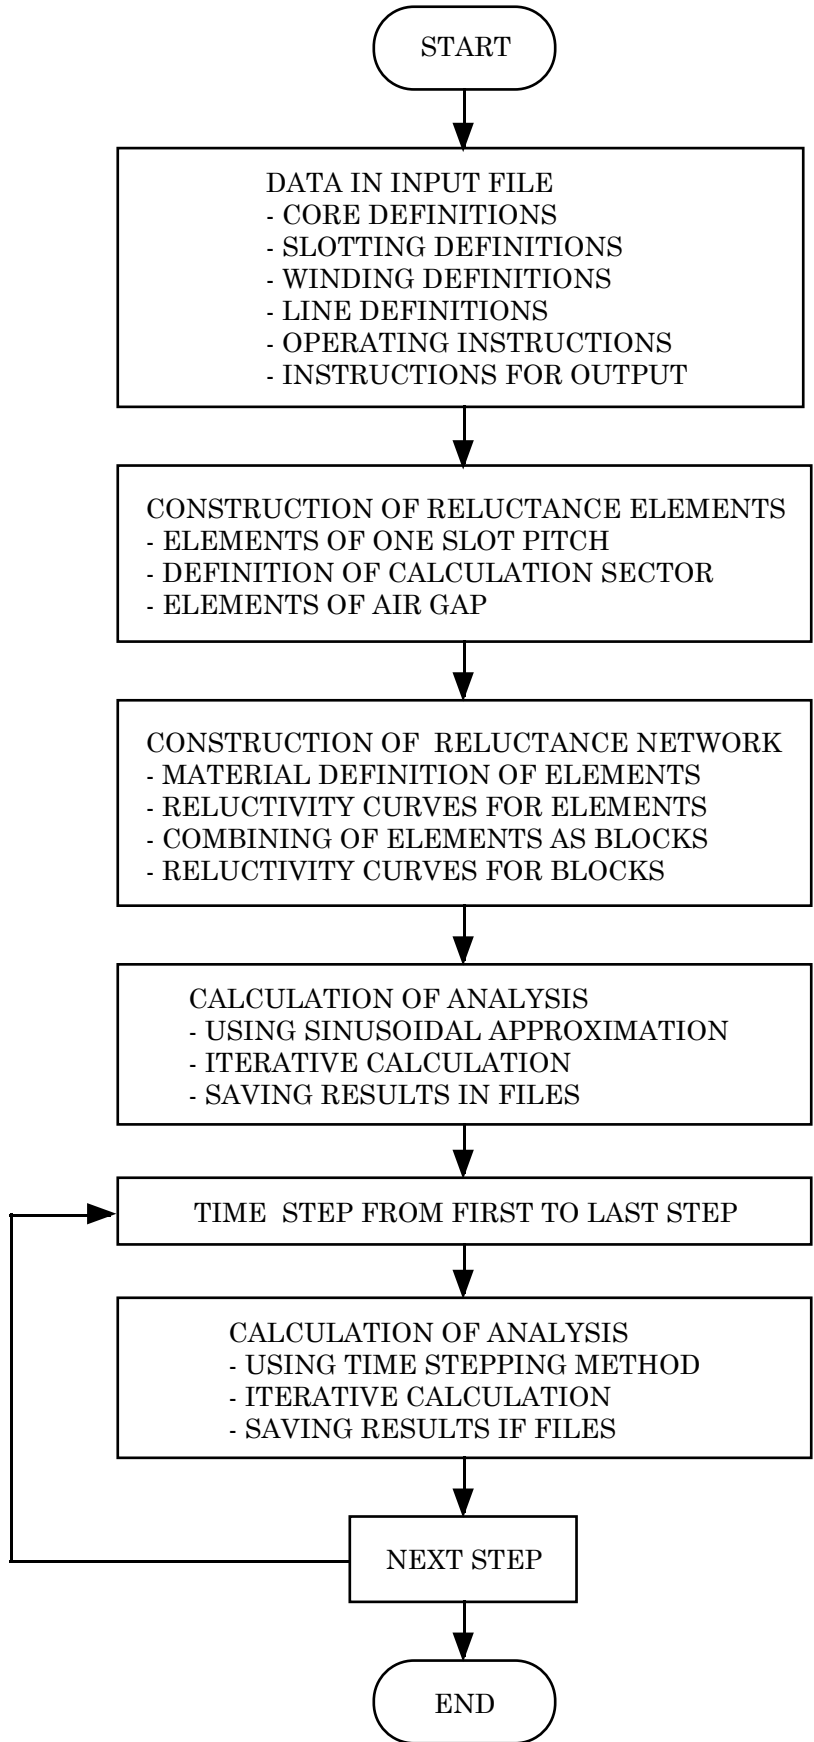 START
DATA IN INPUT FILE
- CORE DEFINITIONS
- SLOTTING DEFINITIONS
- WINDING DEFINITIONS
- LINE DEFINITIONS
- OPERATING INSTRUCTIONS
- INSTRUCTIONS FOR OUTPUT
CONSTRUCTION OF RELUCTANCE ELEMENTS
- ELEMENTS OF ONE SLOT PITCH
- DEFINITION OF CALCULATION SECTOR
- ELEMENTS OF AIR GAP
CONSTRUCTION OF RELUCTANCE NETWORK
- MATERIAL DEFINITION OF ELEMENTS
- RELUCTIVITY CURVES FOR ELEMENTS
- COMBINING OF ELEMENTS AS BLOCKS
- RELUCTIVITY CURVES FOR BLOCKS
CALCULATION OF ANALYSIS
- USING SINUSOIDAL APPROXIMATION
- ITERATIVE CALCULATION
- SAVING RESULTS IN FILES
TIME STEP FROM FIRST TO LAST STEP
CALCULATION OF ANALYSIS
- USING TIME STEPPING METHOD
- ITERATIVE CALCULATION
- SAVING RESULTS IF FILES
NEXT STEP
END